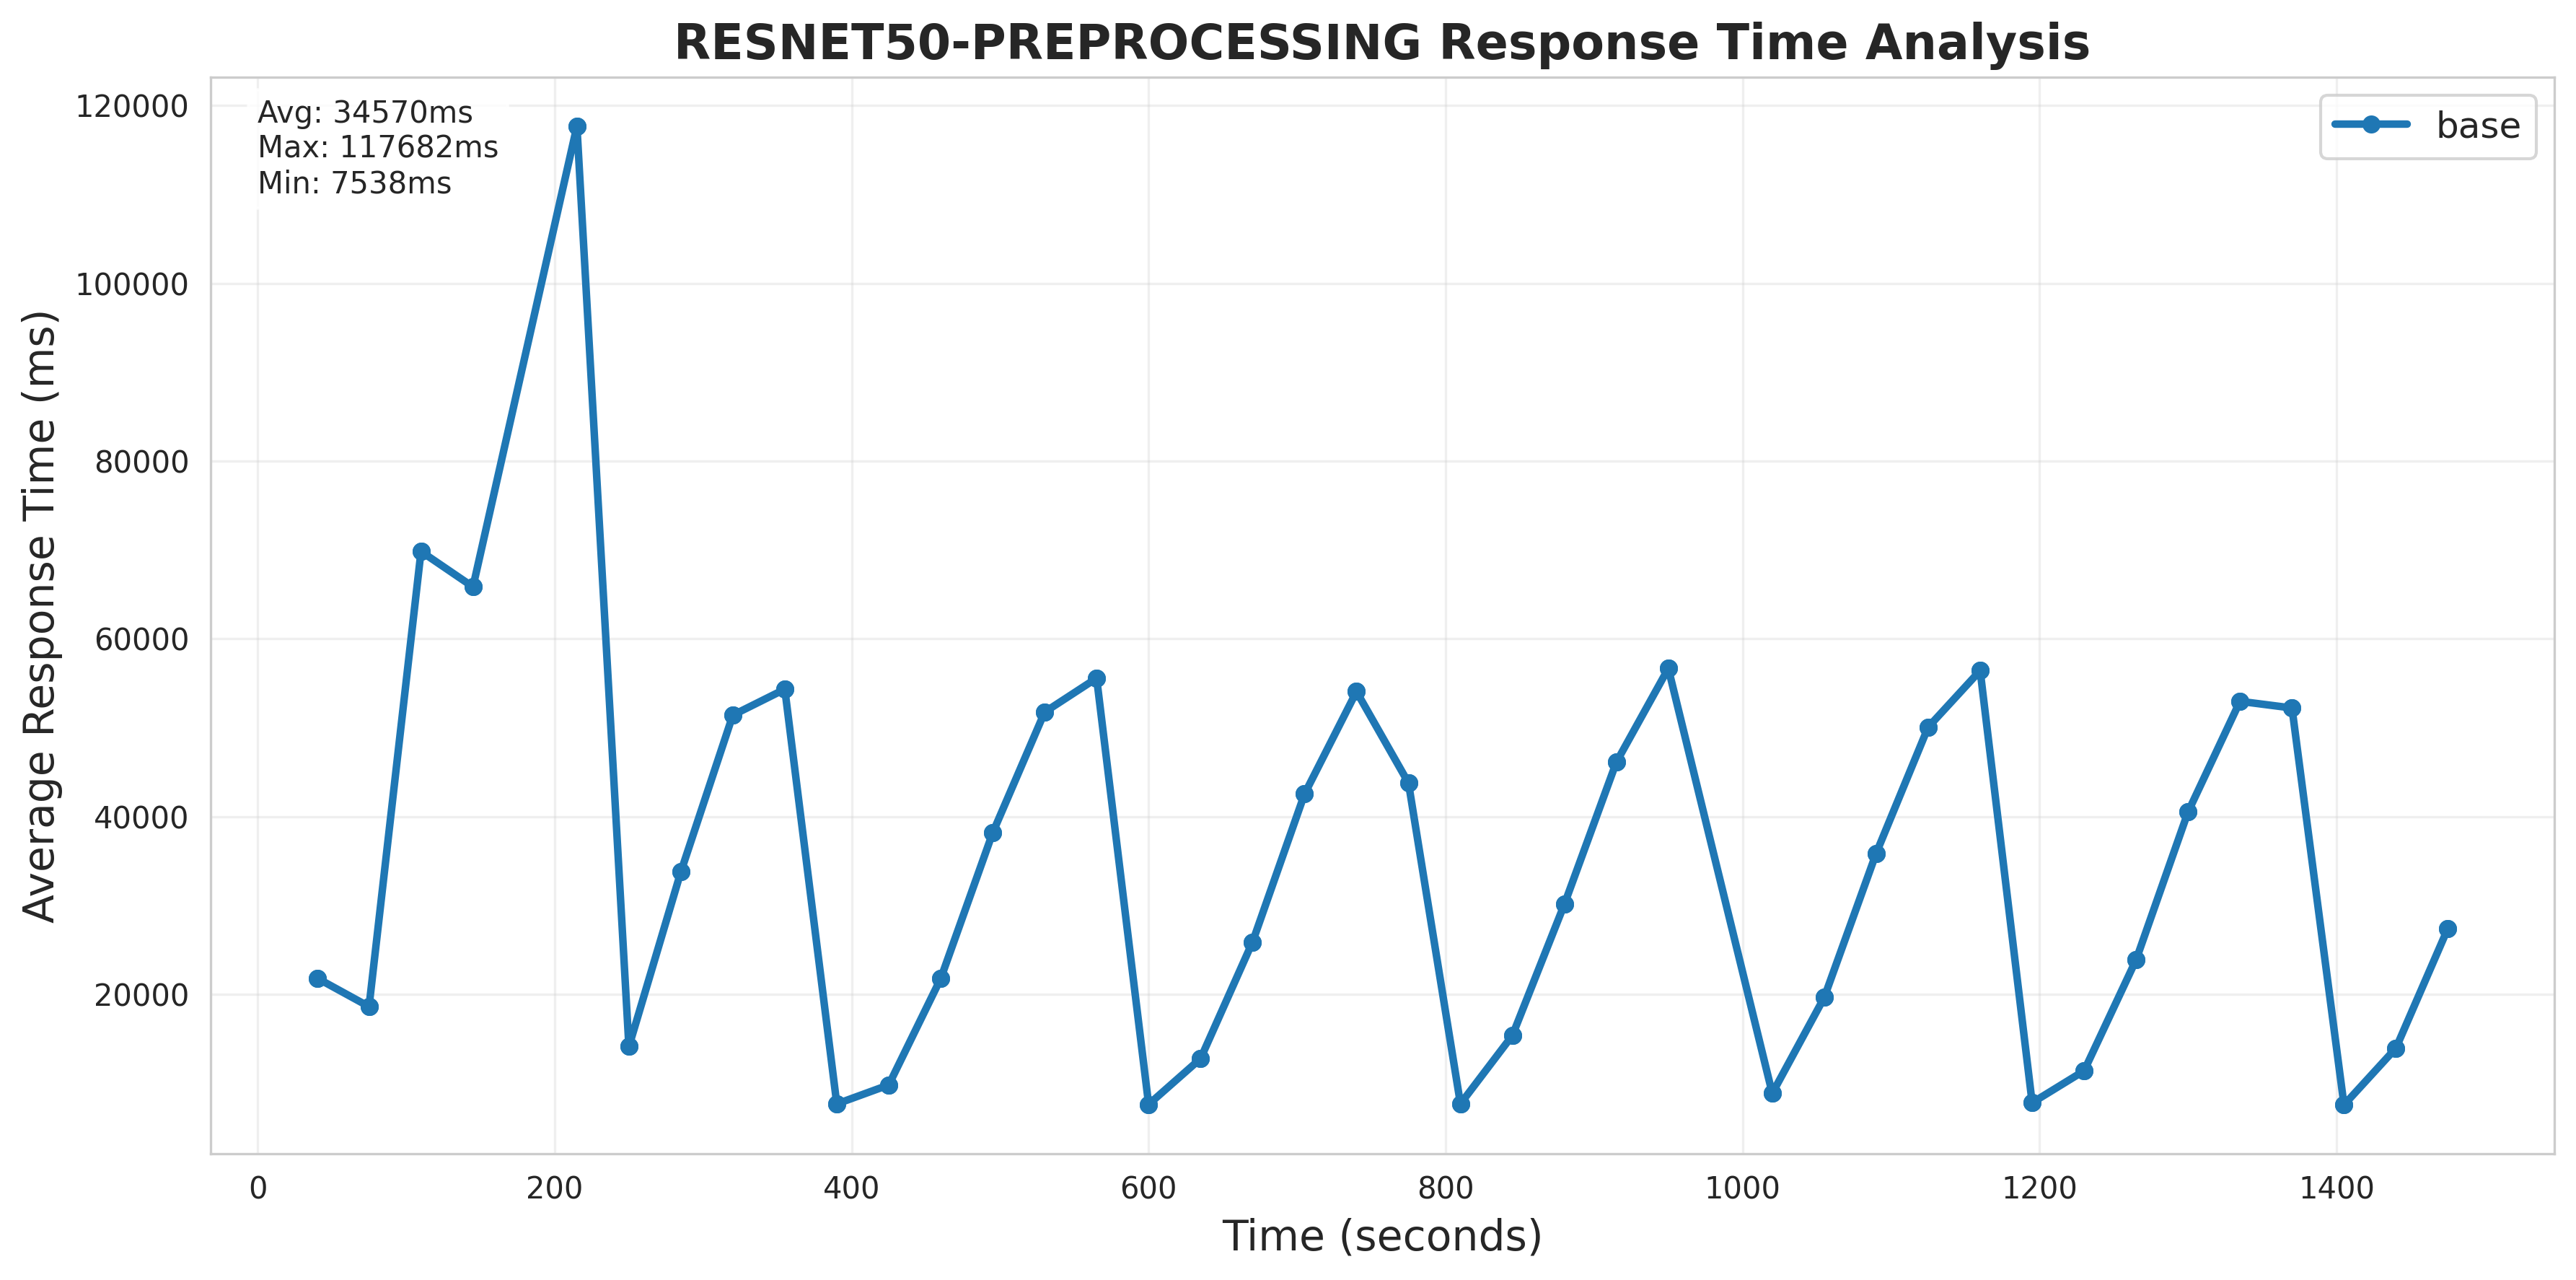 RESNET50-PREPROCESSING Response Time Analysis
Avg: 34570ms
Max: 117682ms
Min: 7538ms
base
Average Response Time (ms)
120000
100000
80000
60000
40000
20000
0 200 400 600 800 1000 1200 1400
Time (seconds)